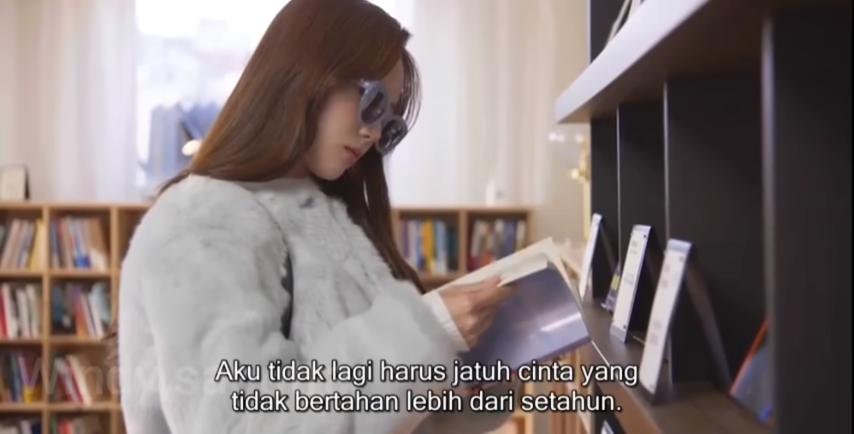 Aku tidak lagi harus jatuh cinta yang
tidak bertahan lebih dari setahun.